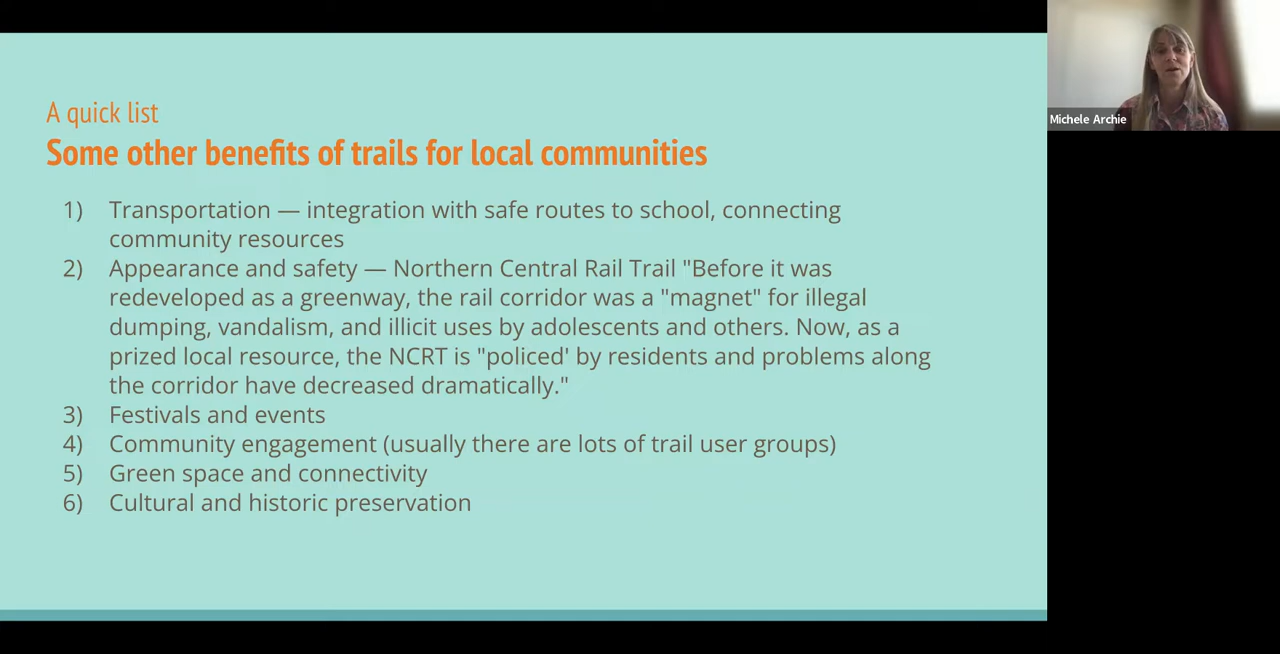 A quick list
Some other benefits of trails for local communities
1) Transportation — integration with safe routes to school, connecting
community resources
2) Appearance and safety — Northern Central Rail Trail "Before it was
redeveloped as a greenway, the rail corridor was a "magnet" for illegal
dumping, vandalism, and illicit uses by adolescents and others. Now, as a
prized local resource, the NCRT is "policed' by residents and problems along
the corridor have decreased dramatically."
3) Festivals and events
4) Community engagement (usually there are lots of trail user groups)
5) Green space and connectivity
6) Cultural and historic preservation
Michele Archie